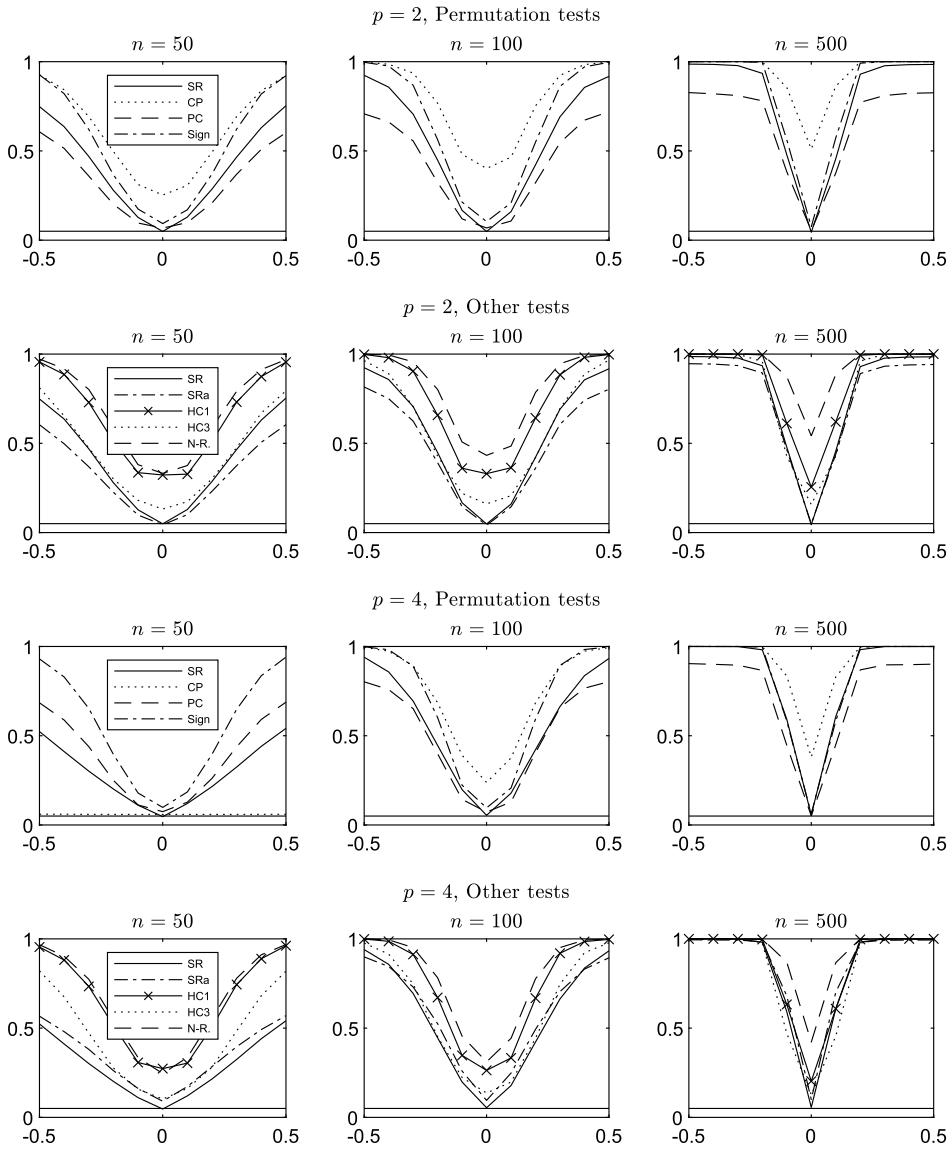 p = 2, Permutation tests
n = 50
n = 100
n = 500
1
0.5
0
-0.5
0
0.5
SR
CP
PC
Sign
1
0.5
0
-0.5
0
0.5
1
0.5
0
-0.5
0
0.5
p = 2, Other tests
n = 50
n = 100
n = 500
1
0.5
0
-0.5
0
0.5
SR
SRa
HC1
HC3
N-R.
1
0.5
0
-0.5
0
0.5
1
0.5
0
-0.5
0
0.5
p = 4, Permutation tests
n = 50
n = 100
n = 500
1
0.5
0
-0.5
0
0.5
SR
CP
PC
Sign
1
0.5
0
-0.5
0
0.5
1
0.5
0
-0.5
0
0.5
p = 4, Other tests
n = 50
n = 100
n = 500
1
0.5
0
-0.5
0
0.5
SR
SRa
HC1
HC3
N-R.
1
0.5
0
-0.5
0
0.5
1
0.5
0
-0.5
0
0.5